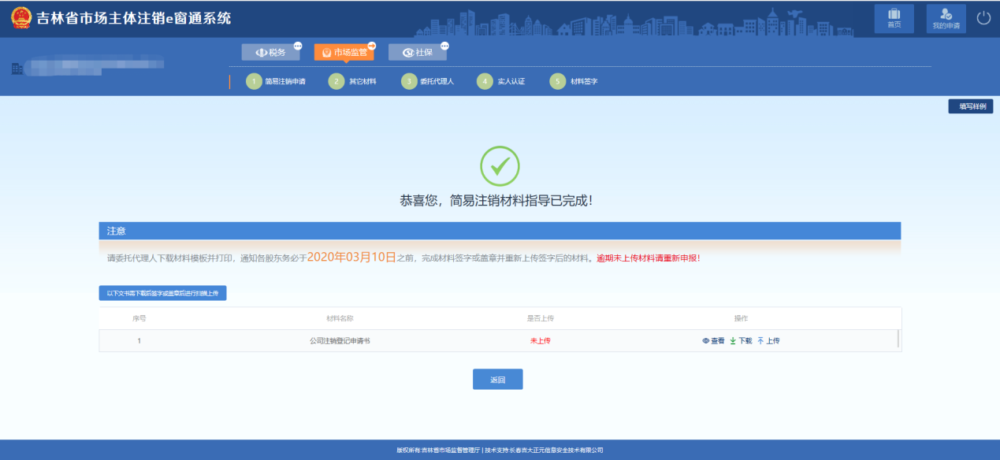 吉林省市场主体注销e窗通系统
首页
我的申请
税务
市场监管
社保
1 简易注销申请
2 其它材料
3 委托代理人
4 实人认证
5 材料签字
填写样例
恭喜您，简易注销材料指导已完成！
注意
请委托代理人下载材料模板并打印，通知各股东务必于2020年03月10日之前，完成材料签字或盖章并重新上传签字后的材料。逾期未上传材料请重新申报！
以下文书需下载后签字或盖章后进行扫描上传
序号 材料名称 是否上传 操作
1 公司注销登记申请书 未上传 查看 下载 上传
返回
版权所有:吉林省市场监督管理厅 | 技术支持:长春吉大正元信息安全技术有限公司